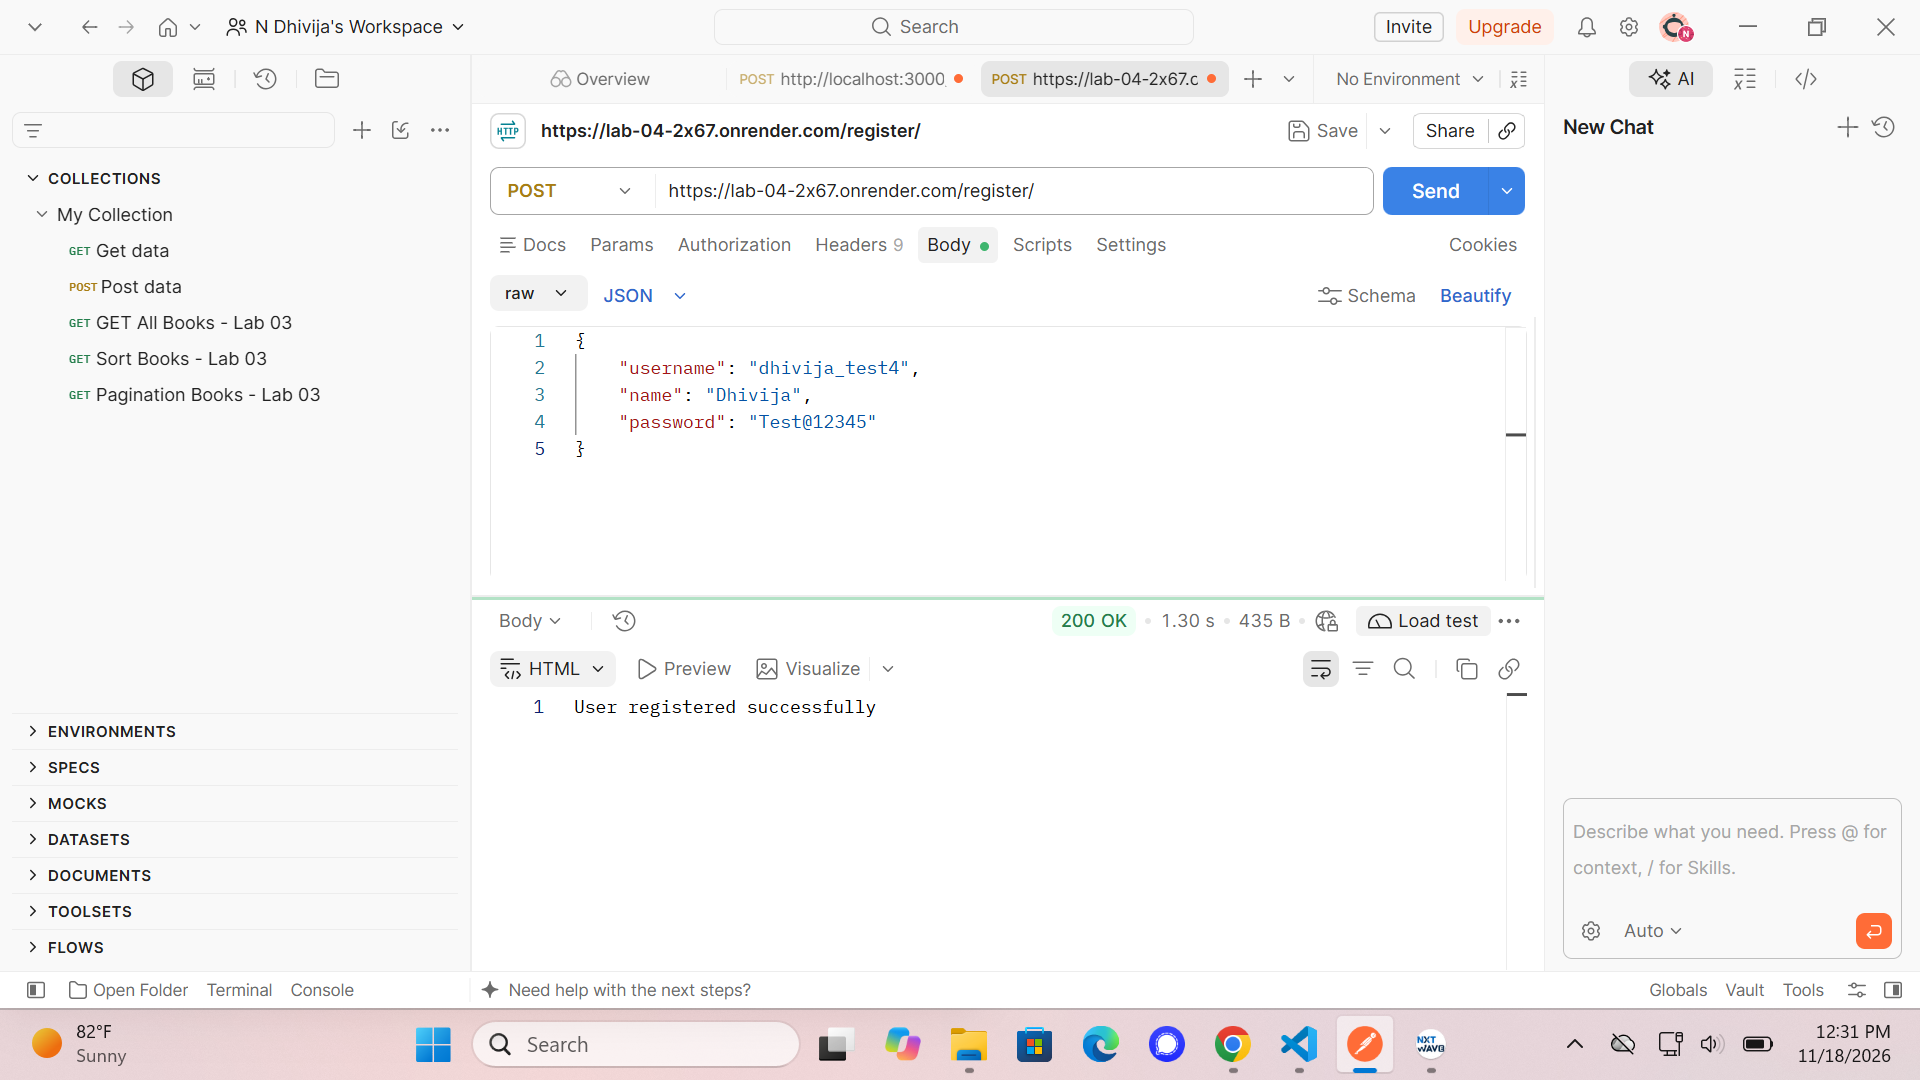 N Dhivija's Workspace
Search
Invite
Upgrade
N
Overview
POST http://localhost:3000,
POST https://lab-04-2x67.c
No Environment
AI
HTTP
https://lab-04-2x67.onrender.com/register/
Save
Share
New Chat
COLLECTIONS
My Collection
GET Get data
POST Post data
GET GET All Books - Lab 03
GET Sort Books - Lab 03
GET Pagination Books - Lab 03
POST
https://lab-04-2x67.onrender.com/register/
Send
Docs
Params
Authorization
Headers 9
Body
Scripts
Settings
Cookies
raw
JSON
Schema
Beautify
1 {
2 "username": "dhivija_test4",
3 "name": "Dhivija",
4 "password": "Test@12345"
5 }
Body
200 OK
1.30 s
435 B
Load test
HTML
Preview
Visualize
1 User registered successfully
ENVIRONMENTS
SPECS
MOCKS
DATASETS
DOCUMENTS
TOOLSETS
FLOWS
Describe what you need. Press @ for
context, / for Skills.
Auto
Open Folder
Terminal
Console
Need help with the next steps?
Globals
Vault
Tools
82°F
Sunny
Search
NXT
WAVE
12:31 PM
11/18/2026